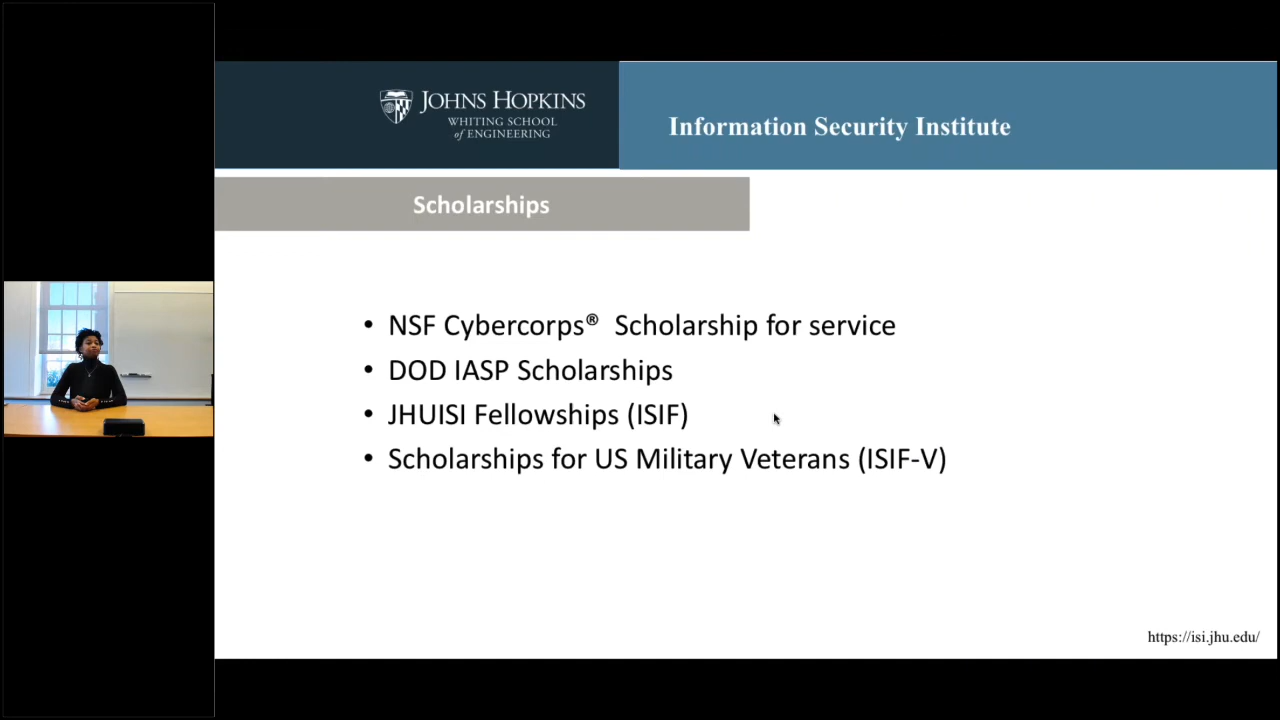 JOHNS HOPKINS
WHITING SCHOOL
of ENGINEERING
Information Security Institute
Scholarships
• NSF Cybercorps® Scholarship for service
• DOD IASP Scholarships
• JHUISI Fellowships (ISIF)
• Scholarships for US Military Veterans (ISIF-V)
https://isi.jhu.edu/